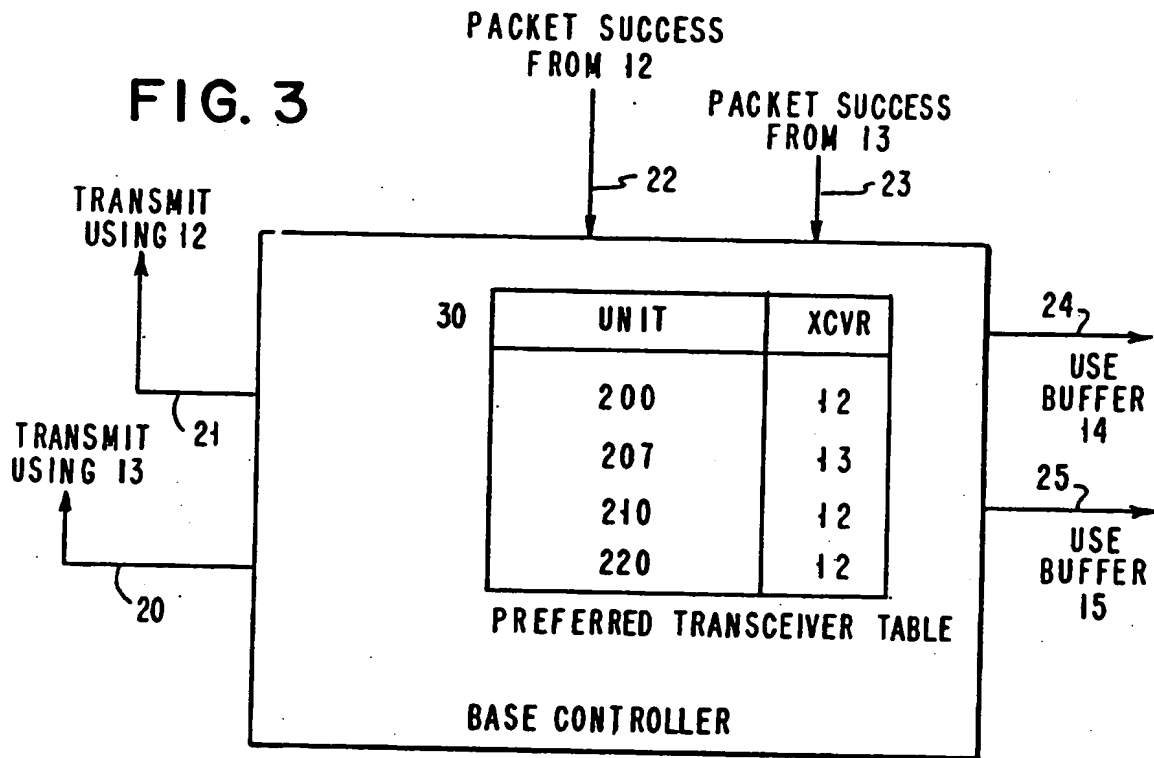 PACKET SUCCESS
FROM 12
FIG. 3
PACKET SUCCESS
FROM 13
22
23
TRANSMIT
USING 12
30
UNIT XCVR
200 12
207 13
210 12
220 12
PREFERRED TRANSCEIVER TABLE
BASE CONTROLLER
21
TRANSMIT
USING 13
20
24
USE
BUFFER
14
25
USE
BUFFER
15